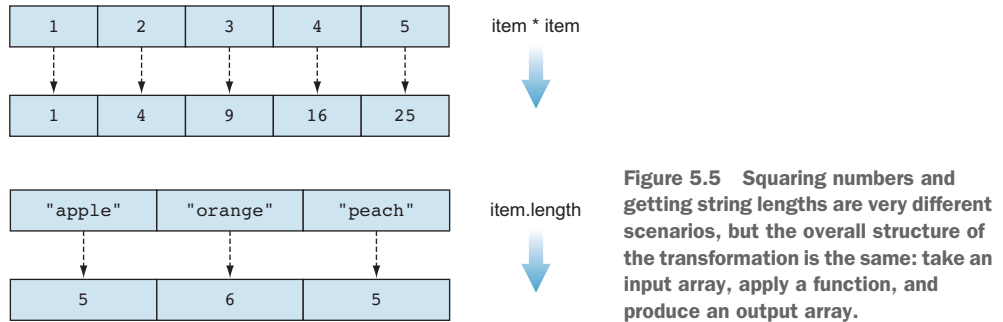 1 2 3 4 5
item * item
1 4 9 16 25
"apple" "orange" "peach"
item.length
5 6 5
Figure 5.5 Squaring numbers and
getting string lengths are very different
scenarios, but the overall structure of
the transformation is the same: take an
input array, apply a function, and
produce an output array.